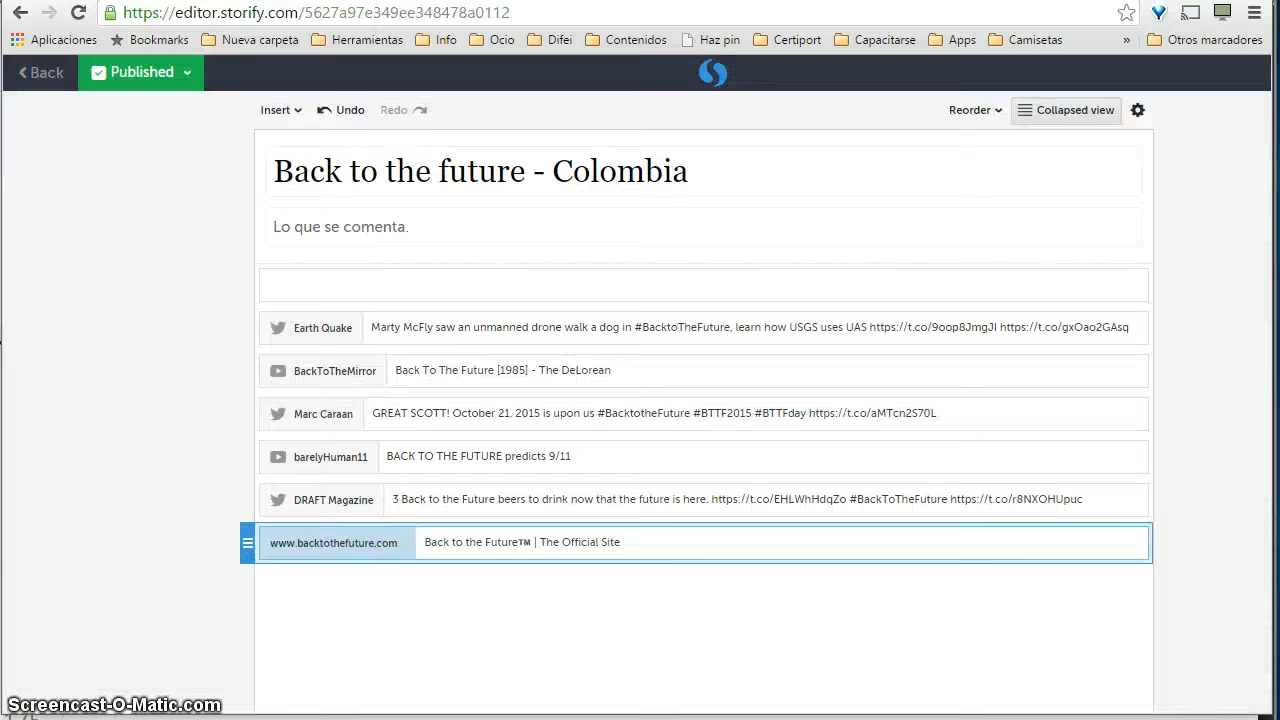 https://editor.storify.com/5627a97e349ee348478a0112
Aplicaciones Bookmarks Nueva carpeta Herramientas Info Ocio Difei Contenidos Haz pin Certiport Capacitarse Apps Camisetas » Otros marcadores
Back Published
Insert Undo Redo Reorder Collapsed view
Back to the future - Colombia
Lo que se comenta.
Earth Quake Marty McFly saw an unmanned drone walk a dog in #BacktoTheFuture, learn how USGS uses UAS https://t.co/9oop8JmgJI https://t.co/gxOao2GAsq
BackToTheMirror Back To The Future [1985] - The DeLorean
Marc Caraan GREAT SCOTT! October 21, 2015 is upon us #BacktotheFuture #BTTF2015 #BTTFday https://t.co/aMTcn2S70L
barelyHuman11 BACK TO THE FUTURE predicts 9/11
DRAFT Magazine 3 Back to the Future beers to drink now that the future is here. https://t.co/EHLWhHdqZo #BackToTheFuture https://t.co/r8NXOHUpuc
www.backtothefuture.com Back to the Future™ | The Official Site
Screencast-O-Matic.com